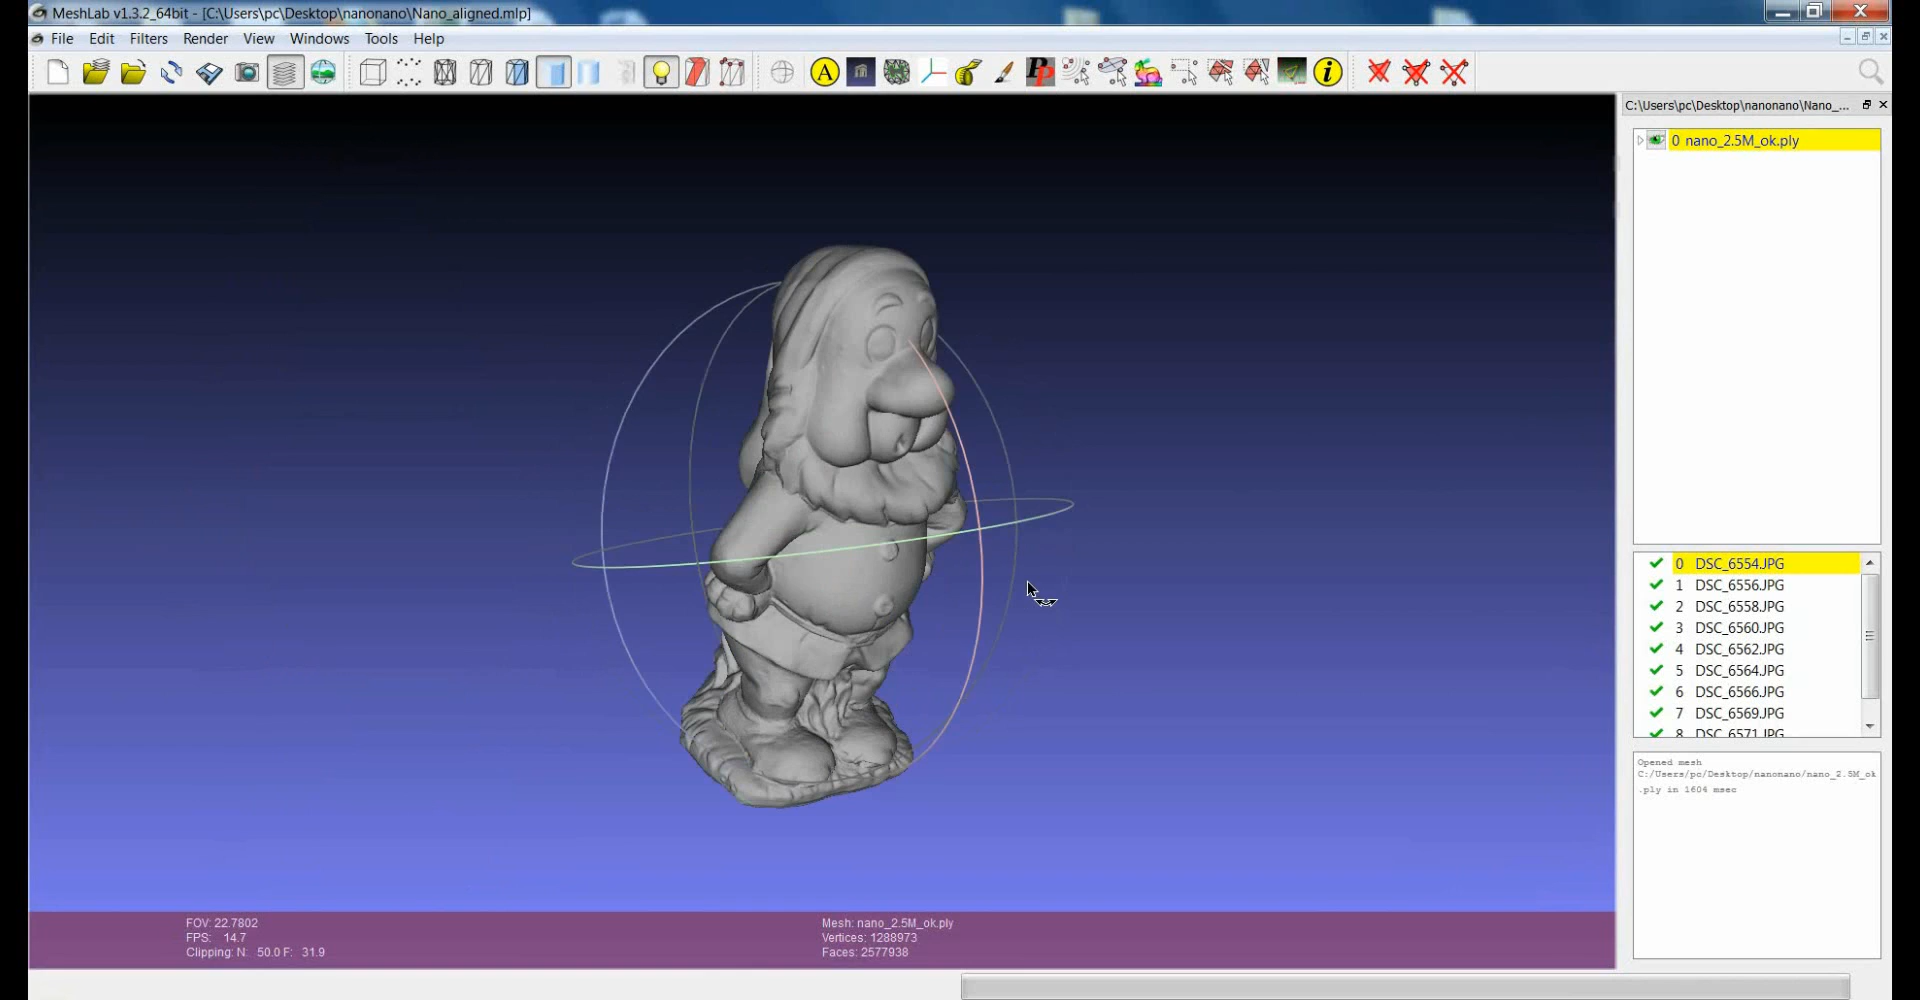 MeshLab v1.3.2_64bit - [C:\Users\pc\Desktop\nanonano\Nano_aligned.mlp]
File Edit Filters Render View Windows Tools Help
A PP i
C:\Users\pc\Desktop\nanonano\Nano_...
0 nano_2.5M_ok.ply
0 DSC_6554.JPG
1 DSC_6556.JPG
2 DSC_6558.JPG
3 DSC_6560.JPG
4 DSC_6562.JPG
5 DSC_6564.JPG
6 DSC_6566.JPG
7 DSC_6569.JPG
8 DSC_6571.JPG
Opened mesh
C:/Users/pc/Desktop/nanonano/nano_2.5M_ok
.ply in 1604 msec
FOV: 22.7802
FPS: 14.7
Clipping: N: 50.0 F: 31.9
Mesh: nano_2.5M_ok.ply
Vertices: 1288973
Faces: 2577938